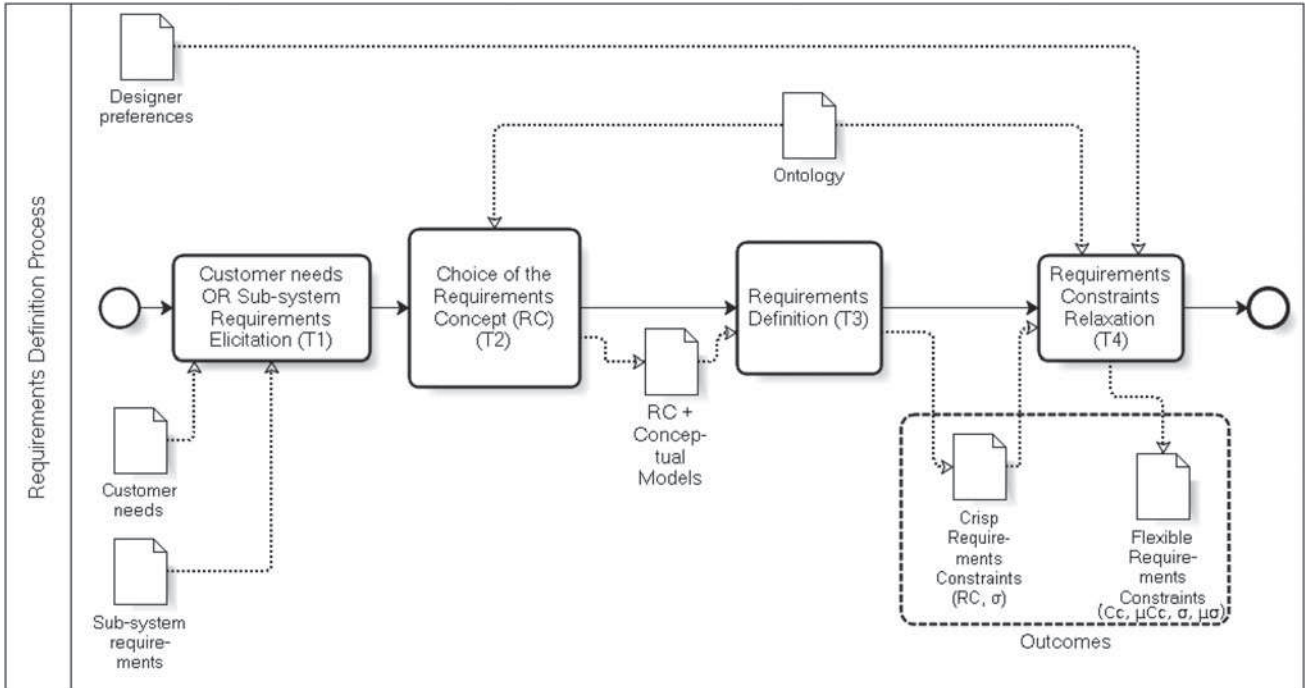 Requirements Definition Process
Designer
preferences
Ontology
Customer needs
OR Sub-system
Requirements
Elicitation (T1)
Choice of the
Requirements
Concept (RC)
(T2)
Requirements
Definition (T3)
Requirements
Constraints
Relaxation
(T4)
RC +
Concep-
tual
Models
Customer
needs
Sub-system
require-
ments
Crisp
Require-
ments
Constraints
(RC, σ)
Flexible
Require-
ments
Constraints
(Cc, μCc, σ, μσ)
Outcomes